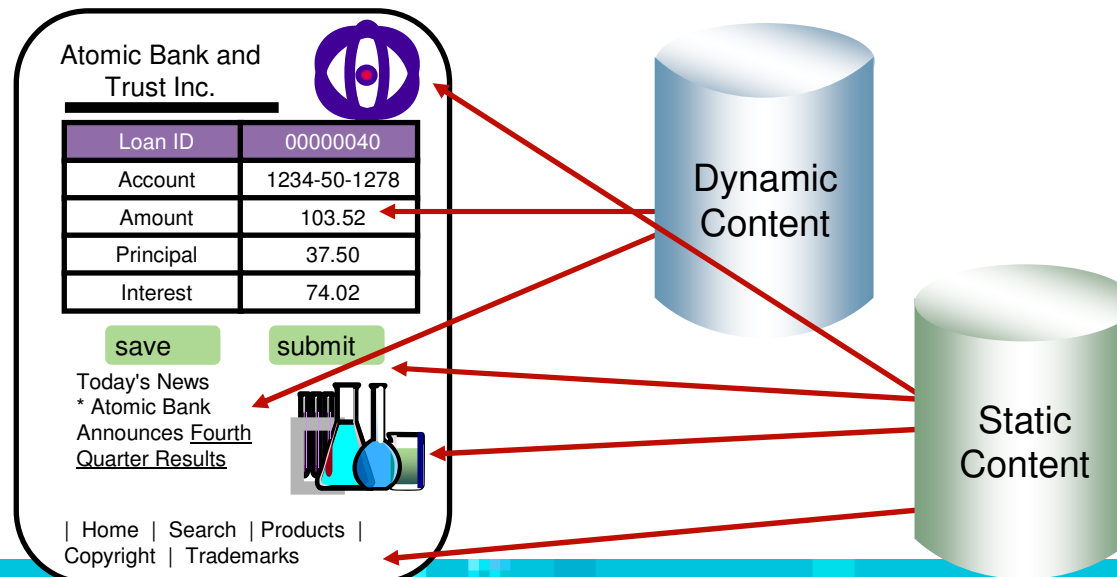 Atomic Bank and
Trust Inc.
Loan ID 00000040
Account 1234-50-1278
Amount 103.52
Principal 37.50
Interest 74.02
save submit
Today's News
* Atomic Bank
Announces Fourth
Quarter Results
| Home | Search | Products |
Copyright | Trademarks
Dynamic
Content
Static
Content